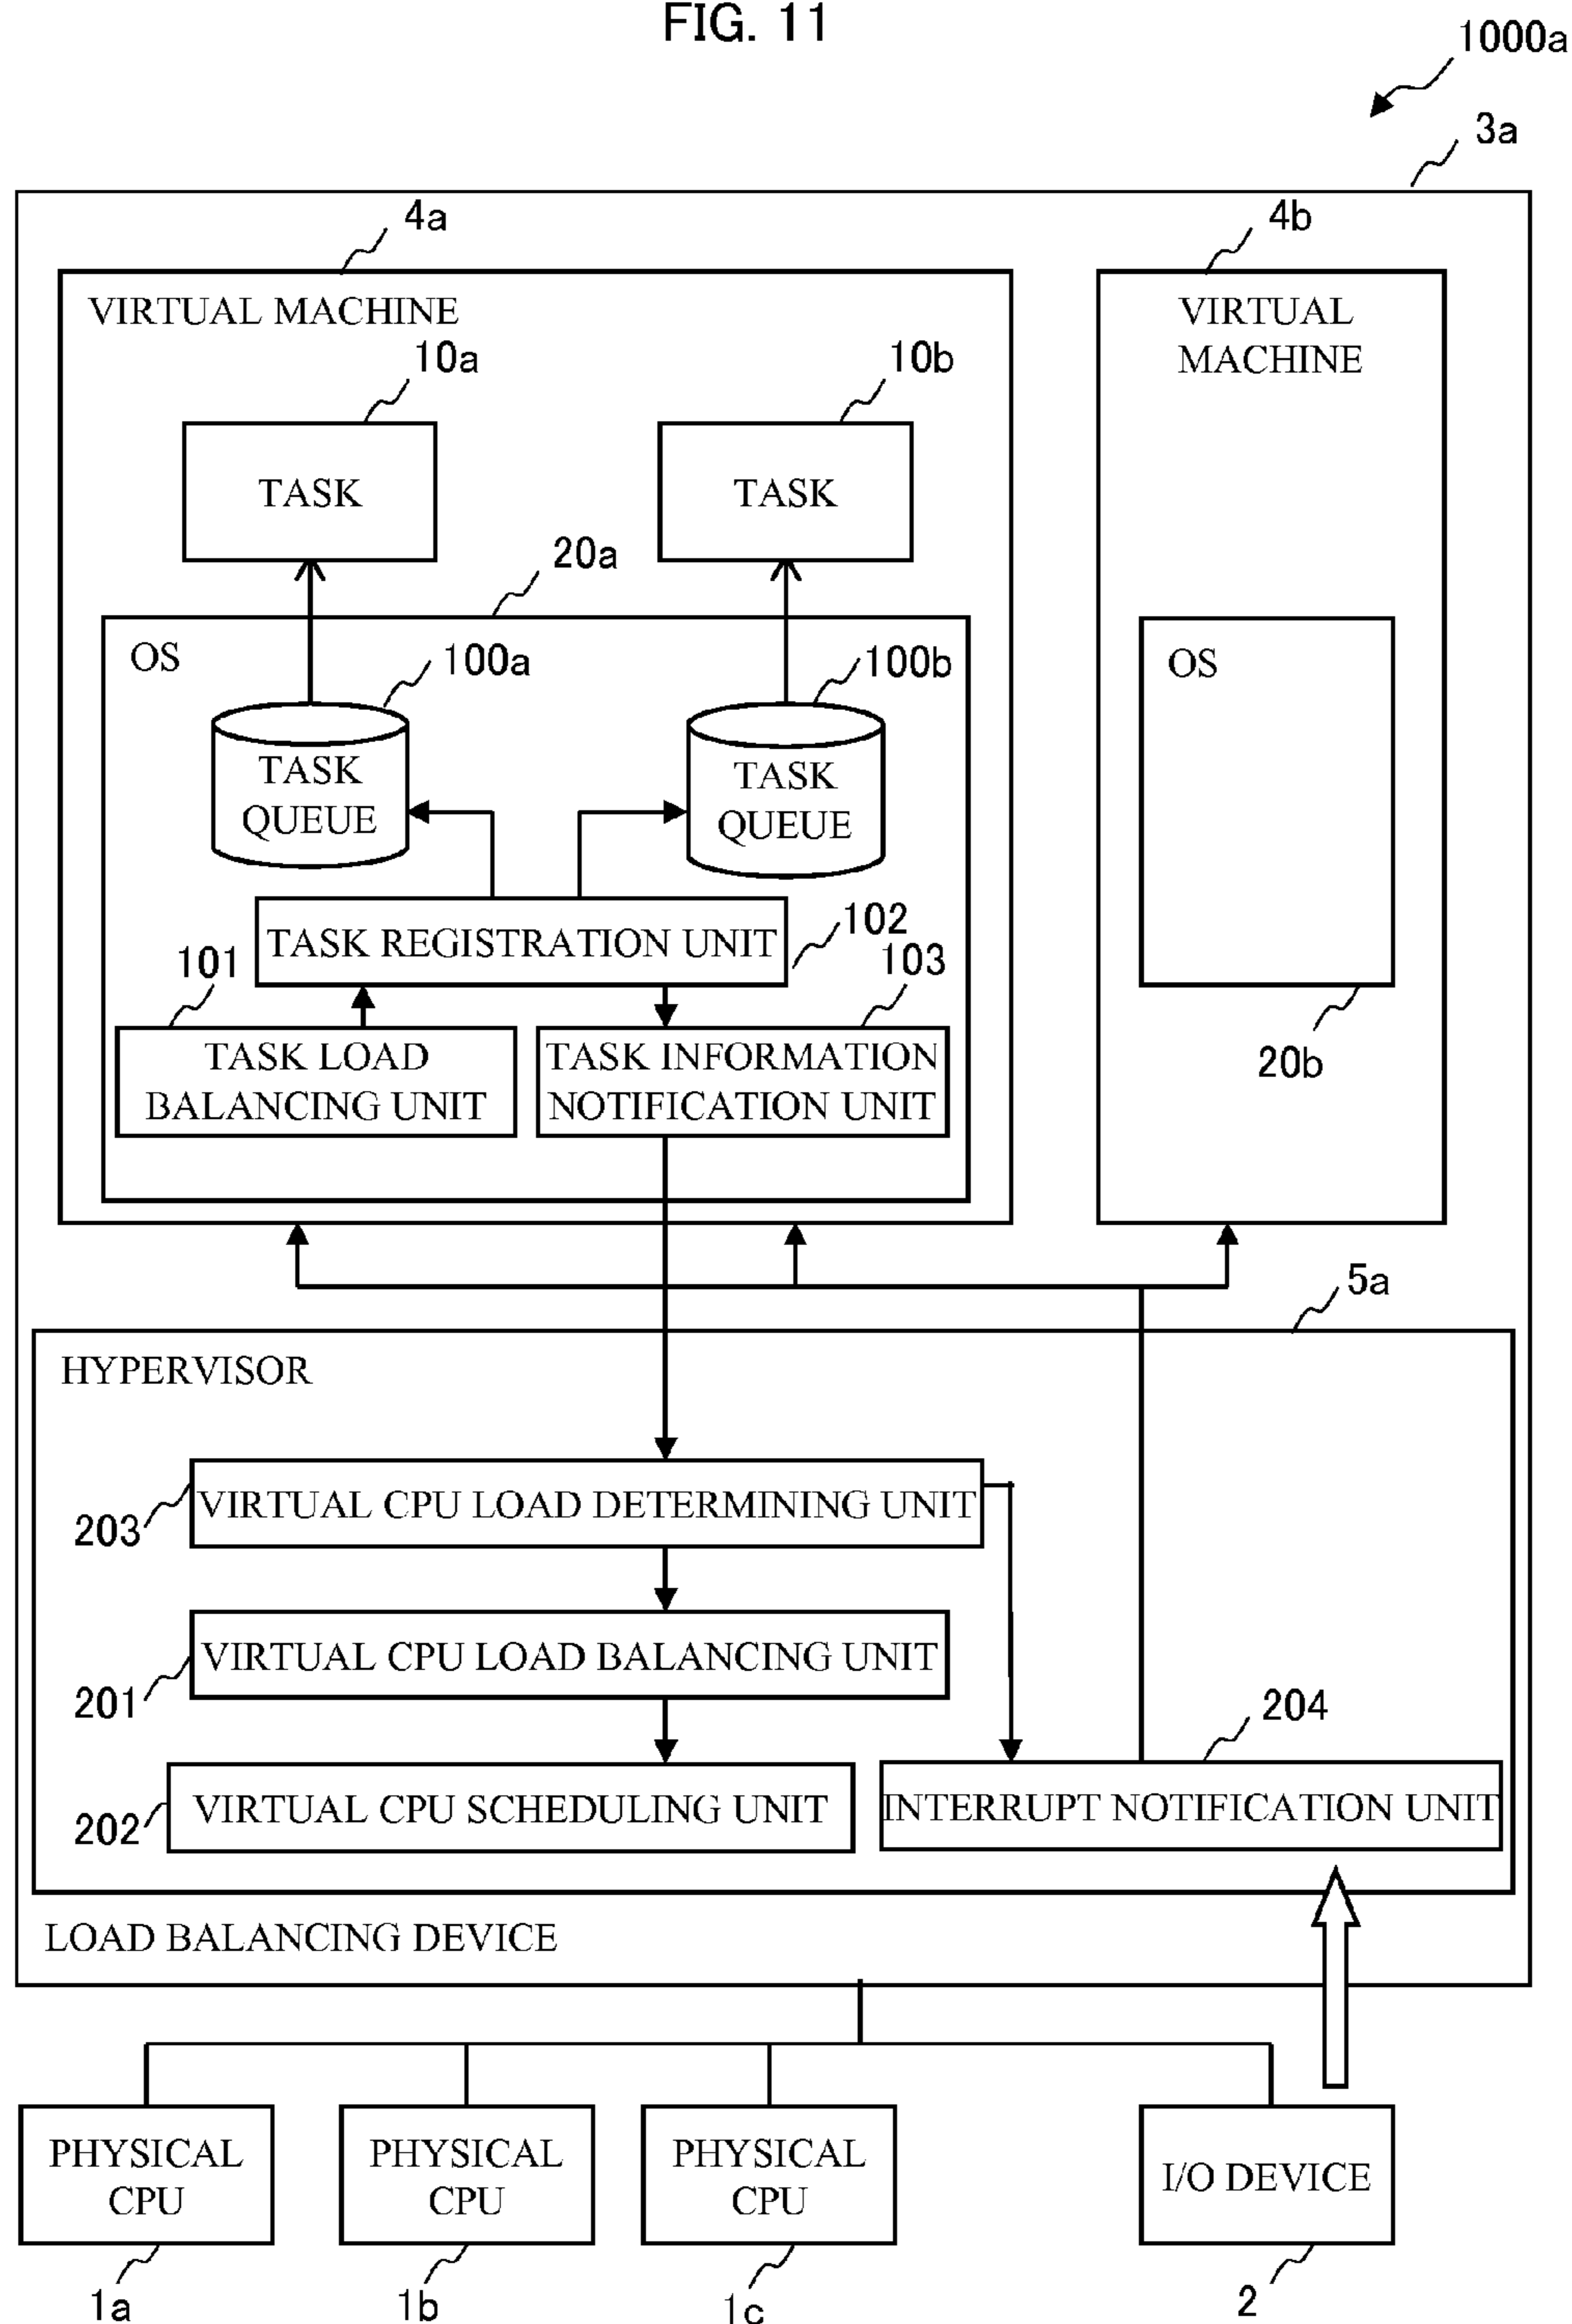 FIG. 11
1000a
3a
4a
4b
VIRTUAL MACHINE
VIRTUAL
MACHINE
10a
10b
TASK
TASK
20a
OS
100a
100b
OS
TASK
QUEUE
TASK
QUEUE
102
TASK REGISTRATION UNIT
101
103
TASK LOAD
BALANCING UNIT
TASK INFORMATION
NOTIFICATION UNIT
20b
5a
HYPERVISOR
VIRTUAL CPU LOAD DETERMINING UNIT
203
VIRTUAL CPU LOAD BALANCING UNIT
201
204
VIRTUAL CPU SCHEDULING UNIT
202
INTERRUPT NOTIFICATION UNIT
LOAD BALANCING DEVICE
PHYSICAL
CPU
PHYSICAL
CPU
PHYSICAL
CPU
I/O DEVICE
1a
1b
1c
2